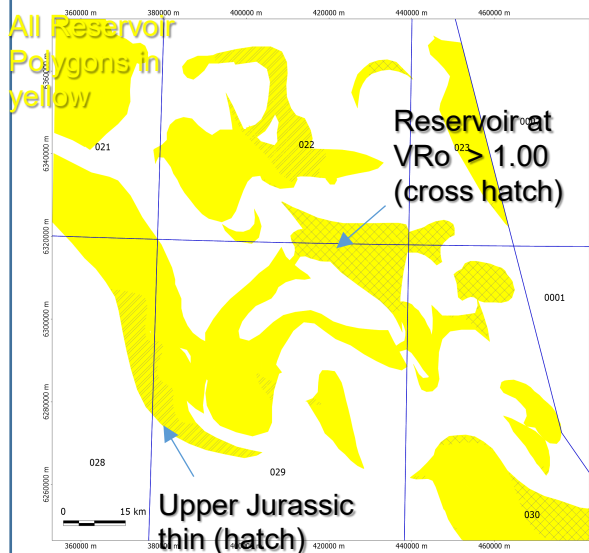 360000 m 380000 m 400000 m 420000 m 440000 m 460000 m
All Reservoir
Polygons in
yellow
6360000 m
Reservoir at
VRo > 1.00
(cross hatch)
021
022
023
6340000 m
6320000 m
0001
6300000 m
6280000 m
028
029
6260000 m
030
0 15 km
Upper Jurassic
thin (hatch)
360000 m 380000 m 400000 m 420000 m 440000 m 460000 m